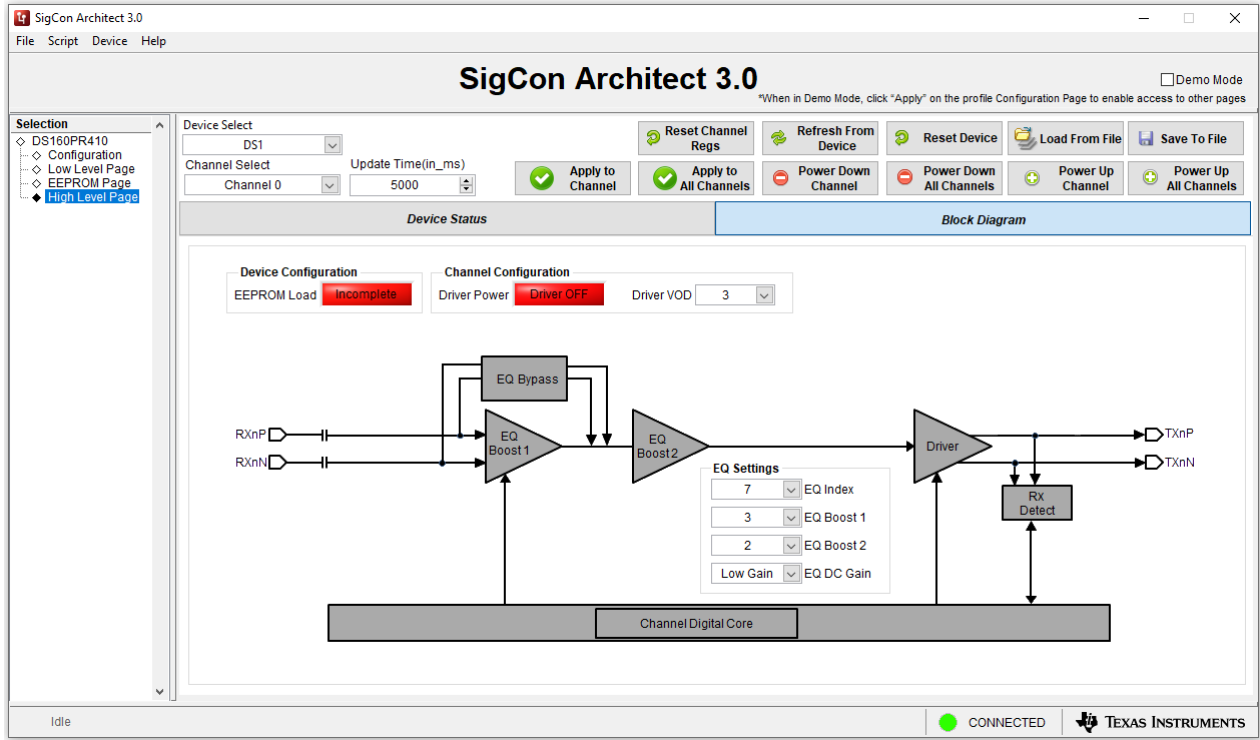 SigCon Architect 3.0
File Script Device Help
SigCon Architect 3.0
Demo Mode
*When in Demo Mode, click "Apply" on the profile Configuration Page to enable access to other pages
Selection
DS160PR410
Configuration
Low Level Page
EEPROM Page
High Level Page
Device Select
DS1
Channel Select
Channel 0
Update Time(in_ms)
5000
Reset Channel
Regs
Refresh From
Device
Reset Device
Load From File
Save To File
Apply to
Channel
Apply to
All Channels
Power Down
Channel
Power Down
All Channels
Power Up
Channel
Power Up
All Channels
Device Status
Block Diagram
Device Configuration
EEPROM Load Incomplete
Channel Configuration
Driver Power Driver OFF
Driver VOD 3
EQ Bypass
RXnP
RXnN
EQ
Boost1
EQ
Boost2
Driver
TXnP
TXnN
Rx
Detect
EQ Settings
7 EQ Index
3 EQ Boost 1
2 EQ Boost 2
Low Gain EQ DC Gain
Channel Digital Core
Idle
CONNECTED
TEXAS INSTRUMENTS